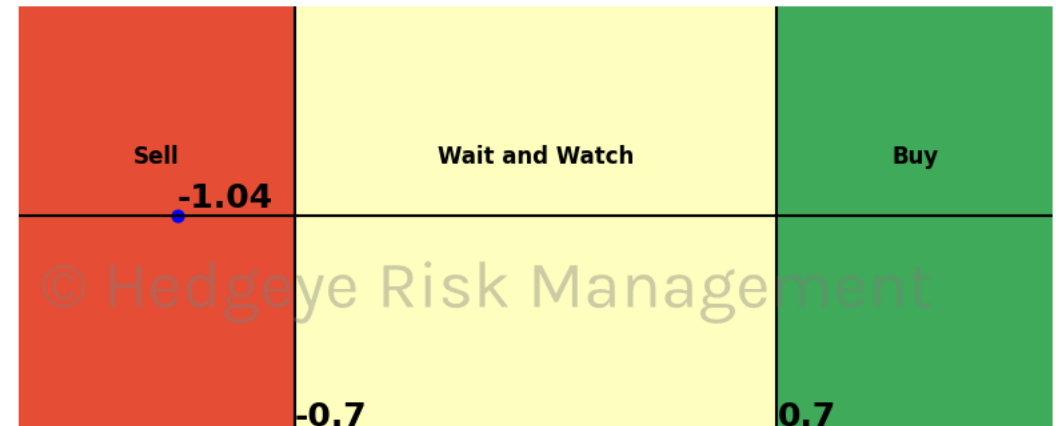 Sell
Wait and Watch
Buy
-1.04
© Hedgeye Risk Management
-0.7
0.7